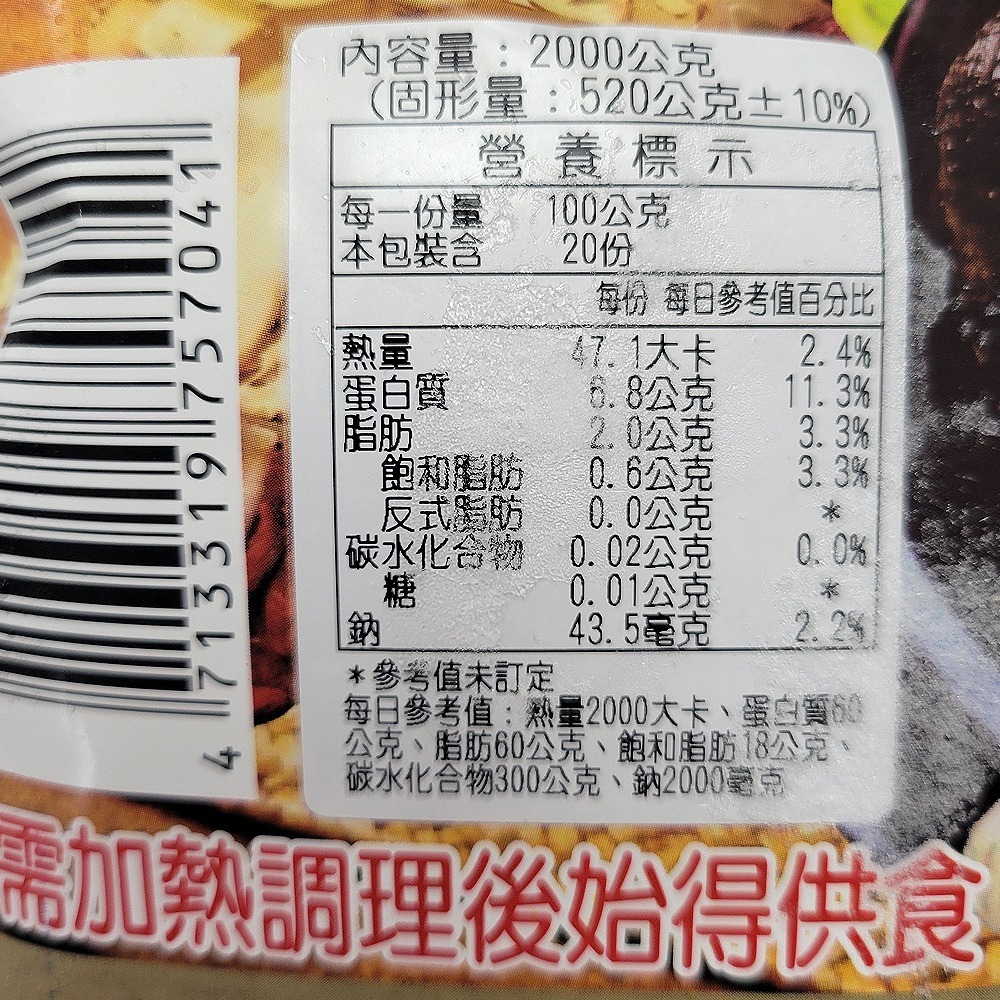 內容量：2000公克
(固形量：520公克±10%)
營養標示
每一份量 100公克
本包裝含 20份
每份 每日參考值百分比
熱量 47.1大卡 2.4%
蛋白質 6.8公克 11.3%
脂肪 2.0公克 3.3%
飽和脂肪 0.6公克 3.3%
反式脂肪 0.0公克 *
碳水化合物 0.02公克 0.0%
糖 0.01公克 *
鈉 43.5毫克 2.2%
*參考值未訂定
每日參考值：熱量2000大卡、蛋白質60
公克、脂肪60公克、飽和脂肪18公克、
碳水化合物300公克、鈉2000毫克
4713319757041
需加熱調理後始得供食